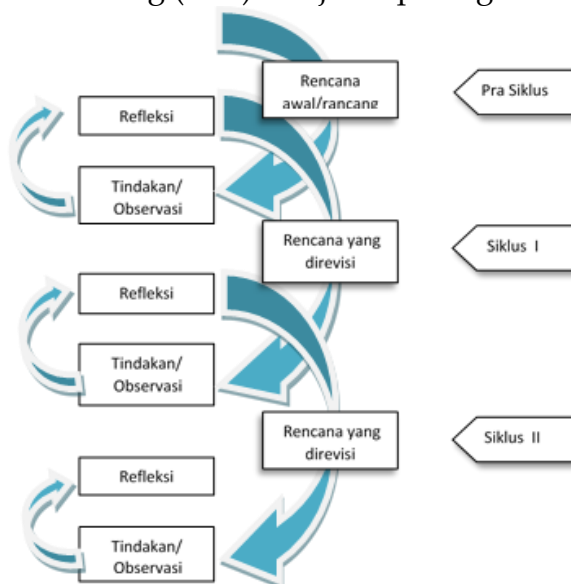 Rencana
awal/rancang
Pra Siklus
Refleksi
Tindakan/
Observasi
Rencana yang
direvisi
Siklus I
Refleksi
Tindakan/
Observasi
Rencana yang
direvisi
Siklus II
Refleksi
Tindakan/
Observasi